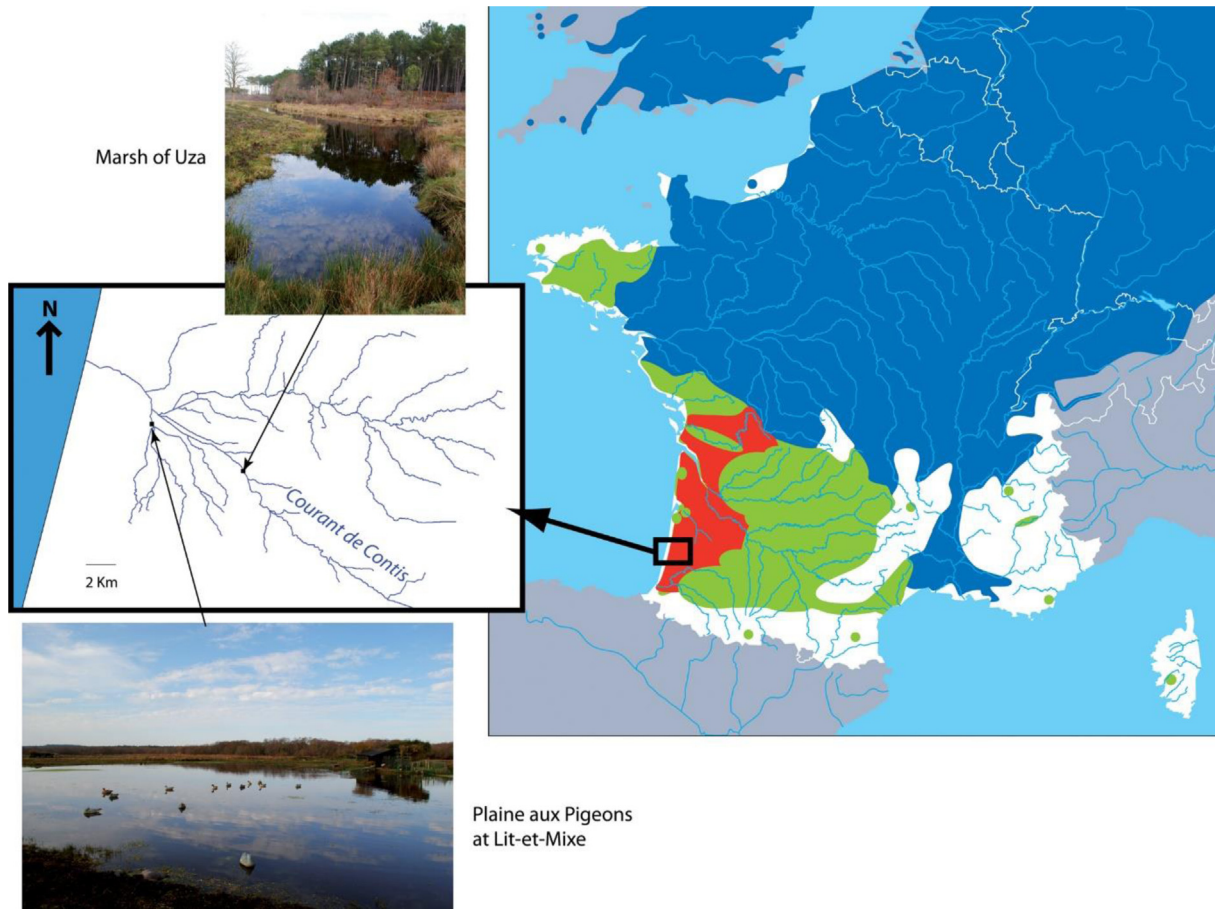 Marsh of Uza
N
Courant de Contis
2 Km
Plaine aux Pigeons
at Lit-et-Mixe